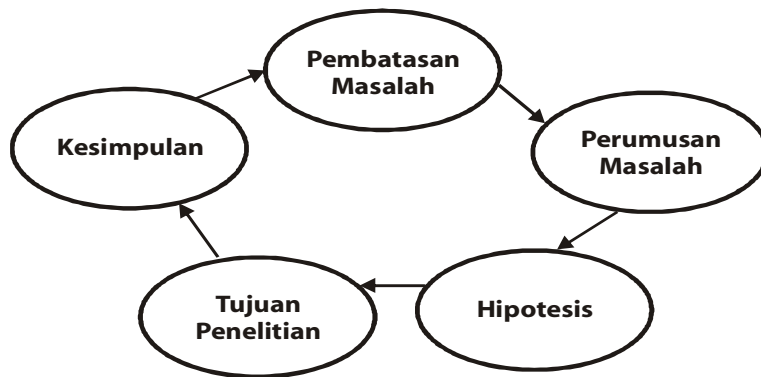 Pembatasan
Masalah
Perumusan
Masalah
Kesimpulan
Hipotesis
Tujuan
Penelitian